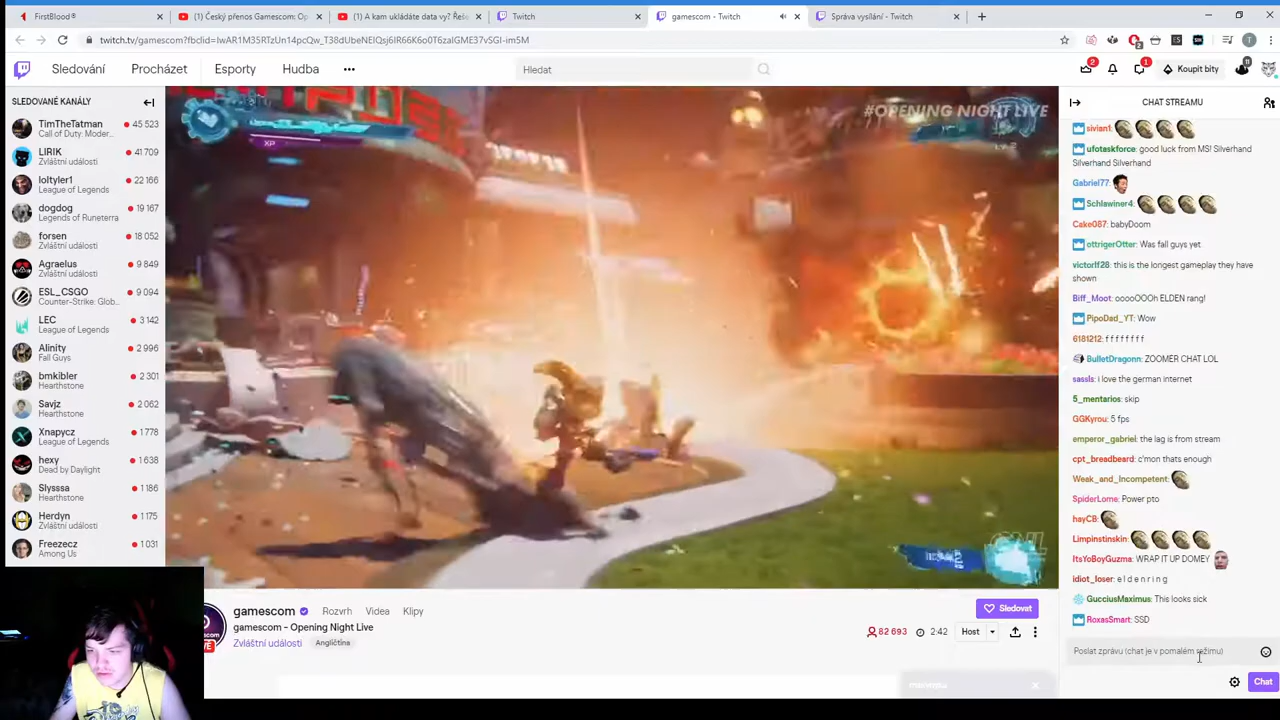 FirstBlood®
(1) Český přenos Gamescom: Op
(1) A kam ukládáte data vy? Řeše
Twitch
gamescom - Twitch
Správa vysílání - Twitch
twitch.tv/gamescom?fbclid=IwAR1M35RTzUn14pcQw_T38dUbeNEIQsj6IR66K6o0T6zaIGME37vSGI-im5M
Sledování
Procházet
Esporty
Hudba
Hledat
2
1
Koupit bity
11
SLEDOVANÉ KANÁLY
TimTheTatman
45 523
Call of Duty: Moder...
LIRIK
41 709
Zvláštní události
loltyler1
22 166
League of Legends
dogdog
19 167
Legends of Runeterra
forsen
18 052
Zvláštní události
Agraelus
9 849
Zvláštní události
ESL_CSGO
9 094
Counter-Strike: Glob...
LEC
3 142
League of Legends
Alinity
2 996
Fall Guys
bmkibler
2 301
Hearthstone
Savjz
2 062
Hearthstone
Xnapycz
1 778
League of Legends
hexy
1 638
Dead by Daylight
Slysssa
1 186
Hearthstone
Herdyn
1 175
Zvláštní události
Freezecz
1 031
Among Us
#OPENING NIGHT LIVE
XP
gamescom
Rozvrh
Videa
Klipy
gamescom - Opening Night Live
Zvláštní události
Angličtina
Sledovat
82 693
2:42
Host
CHAT STREAMU
sivian1:
ufotaskforce: good luck from MS! Silverhand
Silverhand Silverhand
Gabriel77:
Schlawiner4:
Cake087: babyDoom
ottrigerOtter: Was fall guys yet
victorlf28: this is the longest gameplay they have
shown
Biff_Moot: ooooOOOh ELDEN rang!
PipoDad_YT: Wow
6181212: f f f f f f f f
BulletDragonn: ZOOMER CHAT LOL
sassls: i love the german internet
5_mentarios: skip
GGKyrou: 5 fps
emperor_gabriel: the lag is from stream
cpt_breadbeard: c'mon thats enough
Weak_and_Incompetent:
SpiderLome: Power pto
hayCB:
Limpinstinskin:
ItsYoBoyGuzma: WRAP IT UP DOMEY
idiot_loser: e l d e n r i n g
GucciusMaximus: This looks sick
RoxasSmart: SSD
Poslat zprávu (chat je v pomalém režimu)
Chat